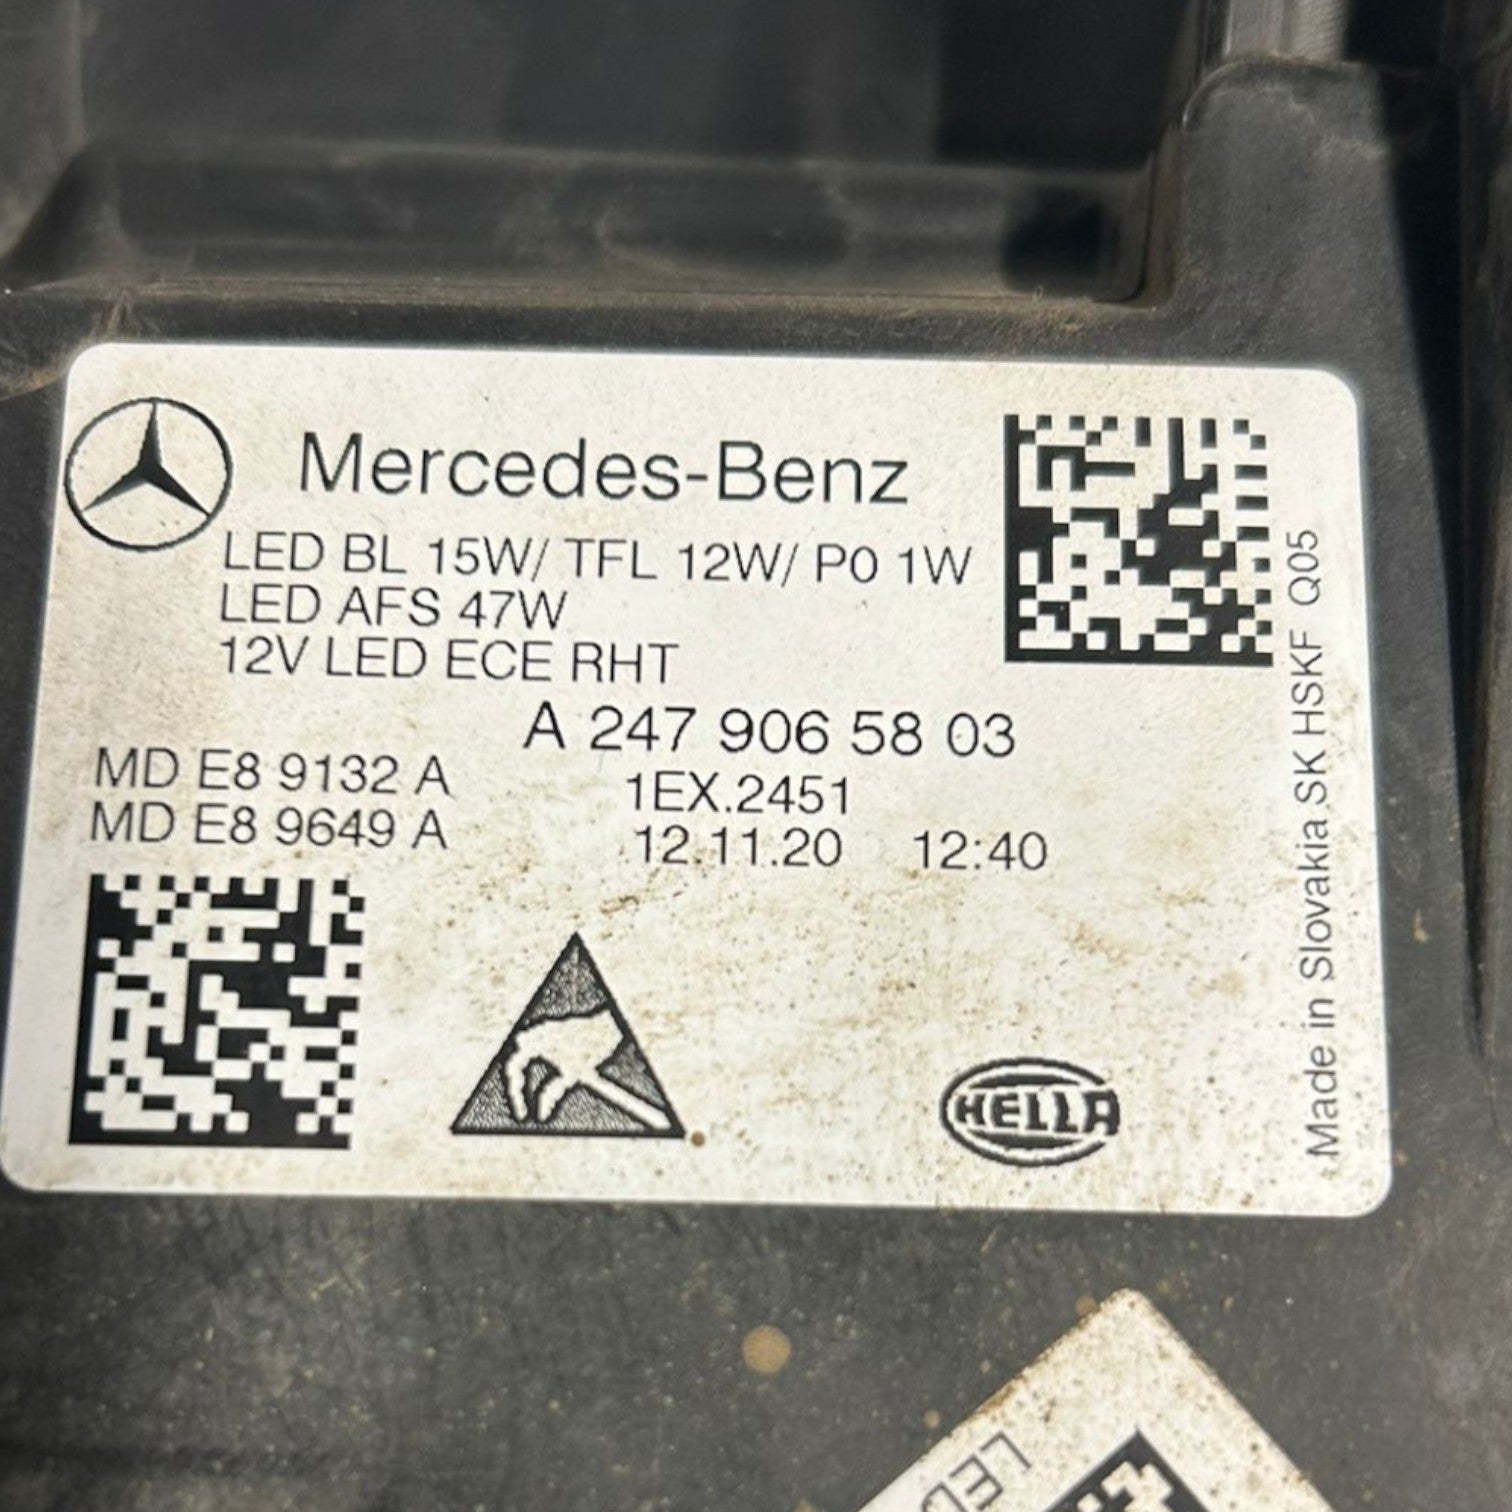 Mercedes-Benz
LED BL 15W/ TFL 12W/ P0 1W
LED AFS 47W
12V LED ECE RHT
A 247 906 58 03
MD E8 9132 A
1EX.2451
MD E8 9649 A
12.11.20 12:40
HELLA
Made in Slovakia.SK HSKF Q05
LED